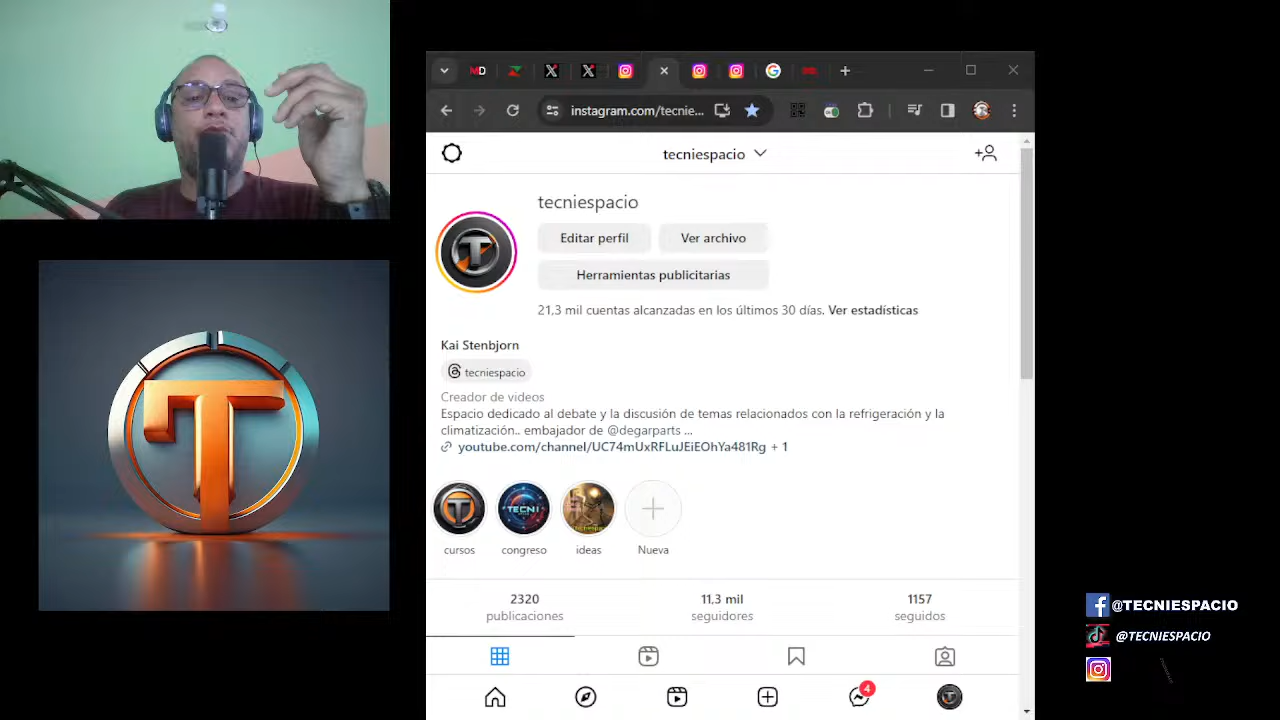 MD
instagram.com/tecnie...
tecniespacio
tecniespacio
Editar perfil
Ver archivo
Herramientas publicitarias
21,3 mil cuentas alcanzadas en los últimos 30 días. Ver estadísticas
Kai Stenbjorn
tecniespacio
Creador de videos
Espacio dedicado al debate y la discusión de temas relacionados con la refrigeración y la
climatización.. embajador de @degarparts ...
youtube.com/channel/UC74mUxRFLuJEiEOhYa481Rg + 1
T
TECNI
cursos
congreso
ideas
Nueva
2320
publicaciones
11,3 mil
seguidores
1157
seguidos
4
@TECNIESPACIO
@TECNIESPACIO